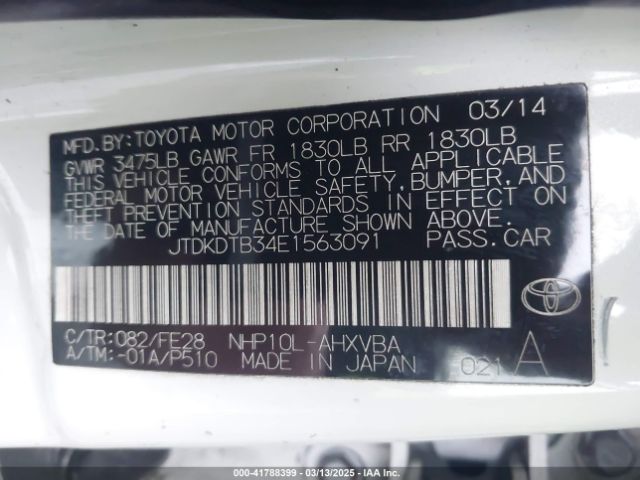 MFD.BY:TOYOTA MOTOR CORPORATION 03/14
GVWR 3475LB GAWR FR 1830LB RR 1830LB
THIS VEHICLE CONFORMS TO ALL APPLICABLE
FEDERAL MOTOR VEHICLE SAFETY,BUMPER,AND
THEFT PREVENTION STANDARDS IN EFFECT ON
THE DATE OF MANUFACTURE SHOWN ABOVE.
JTDKDTB34E1563091 PASS.CAR
C/TR:082/FE28 NHP10L-AHXVBA
A/TM:-01A/P510 MADE IN JAPAN 021 A
000-41788399 | 03/13/2025 | IAA Inc.